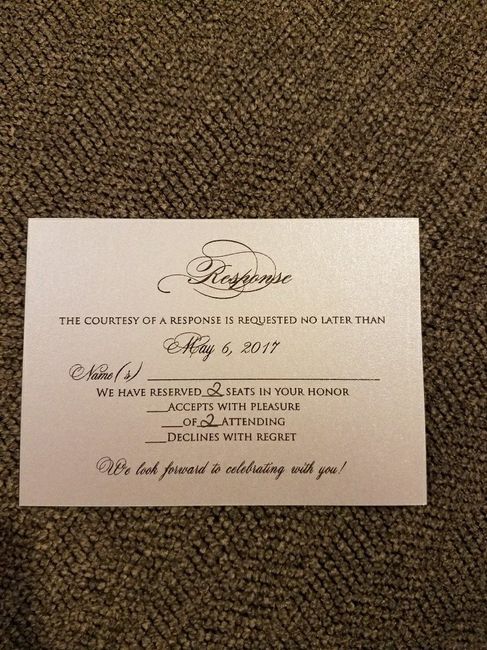 Response
THE COURTESY OF A RESPONSE IS REQUESTED NO LATER THAN
May 6, 2017
Name(s) ___
WE HAVE RESERVED 2 SEATS IN YOUR HONOR
___ACCEPTS WITH PLEASURE
___OF 2 ATTENDING
___DECLINES WITH REGRET
We look forward to celebrating with you!